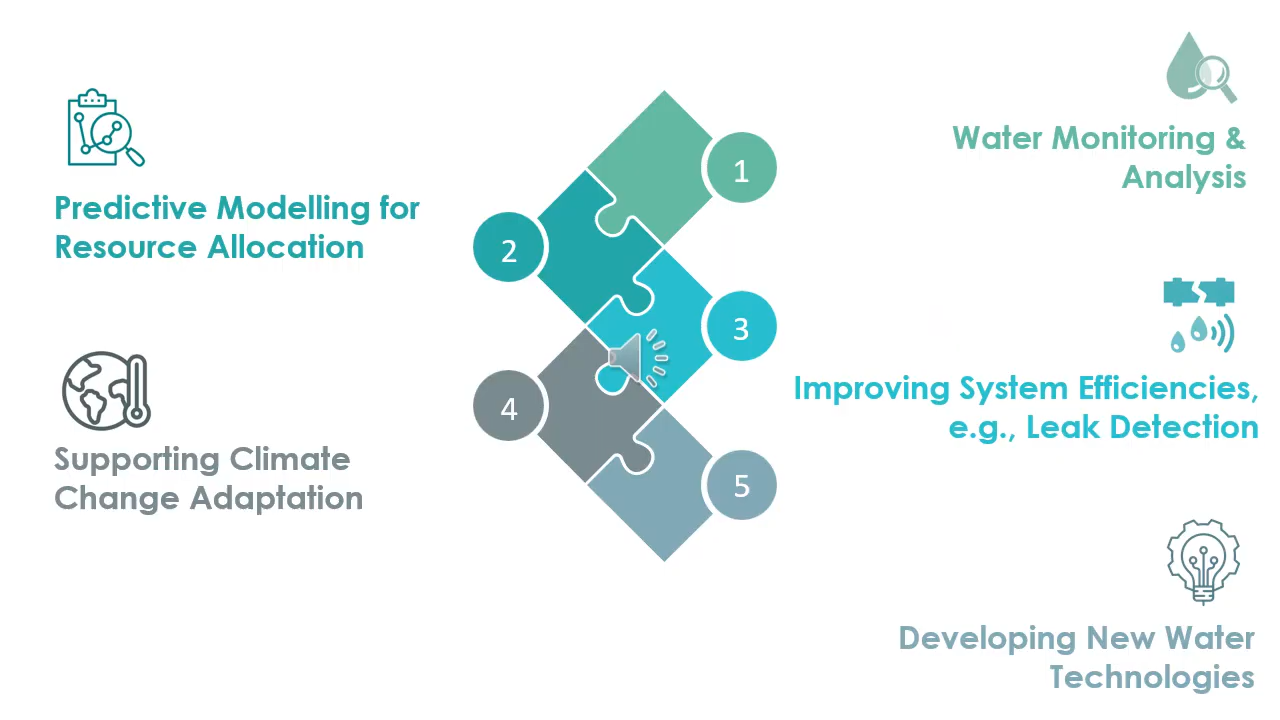 1
Water Monitoring &
Analysis
2
Predictive Modelling for
Resource Allocation
3
Improving System Efficiencies,
e.g., Leak Detection
4
Supporting Climate
Change Adaptation
5
Developing New Water
Technologies